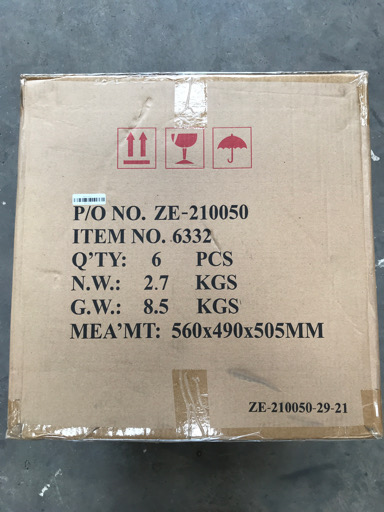 P/O NO. ZE-210050
ITEM NO. 6332
Q'TY: 6 PCS
N.W.: 2.7 KGS
G.W.: 8.5 KGS
MEA'MT: 560x490x505MM
ZE-210050-29-21